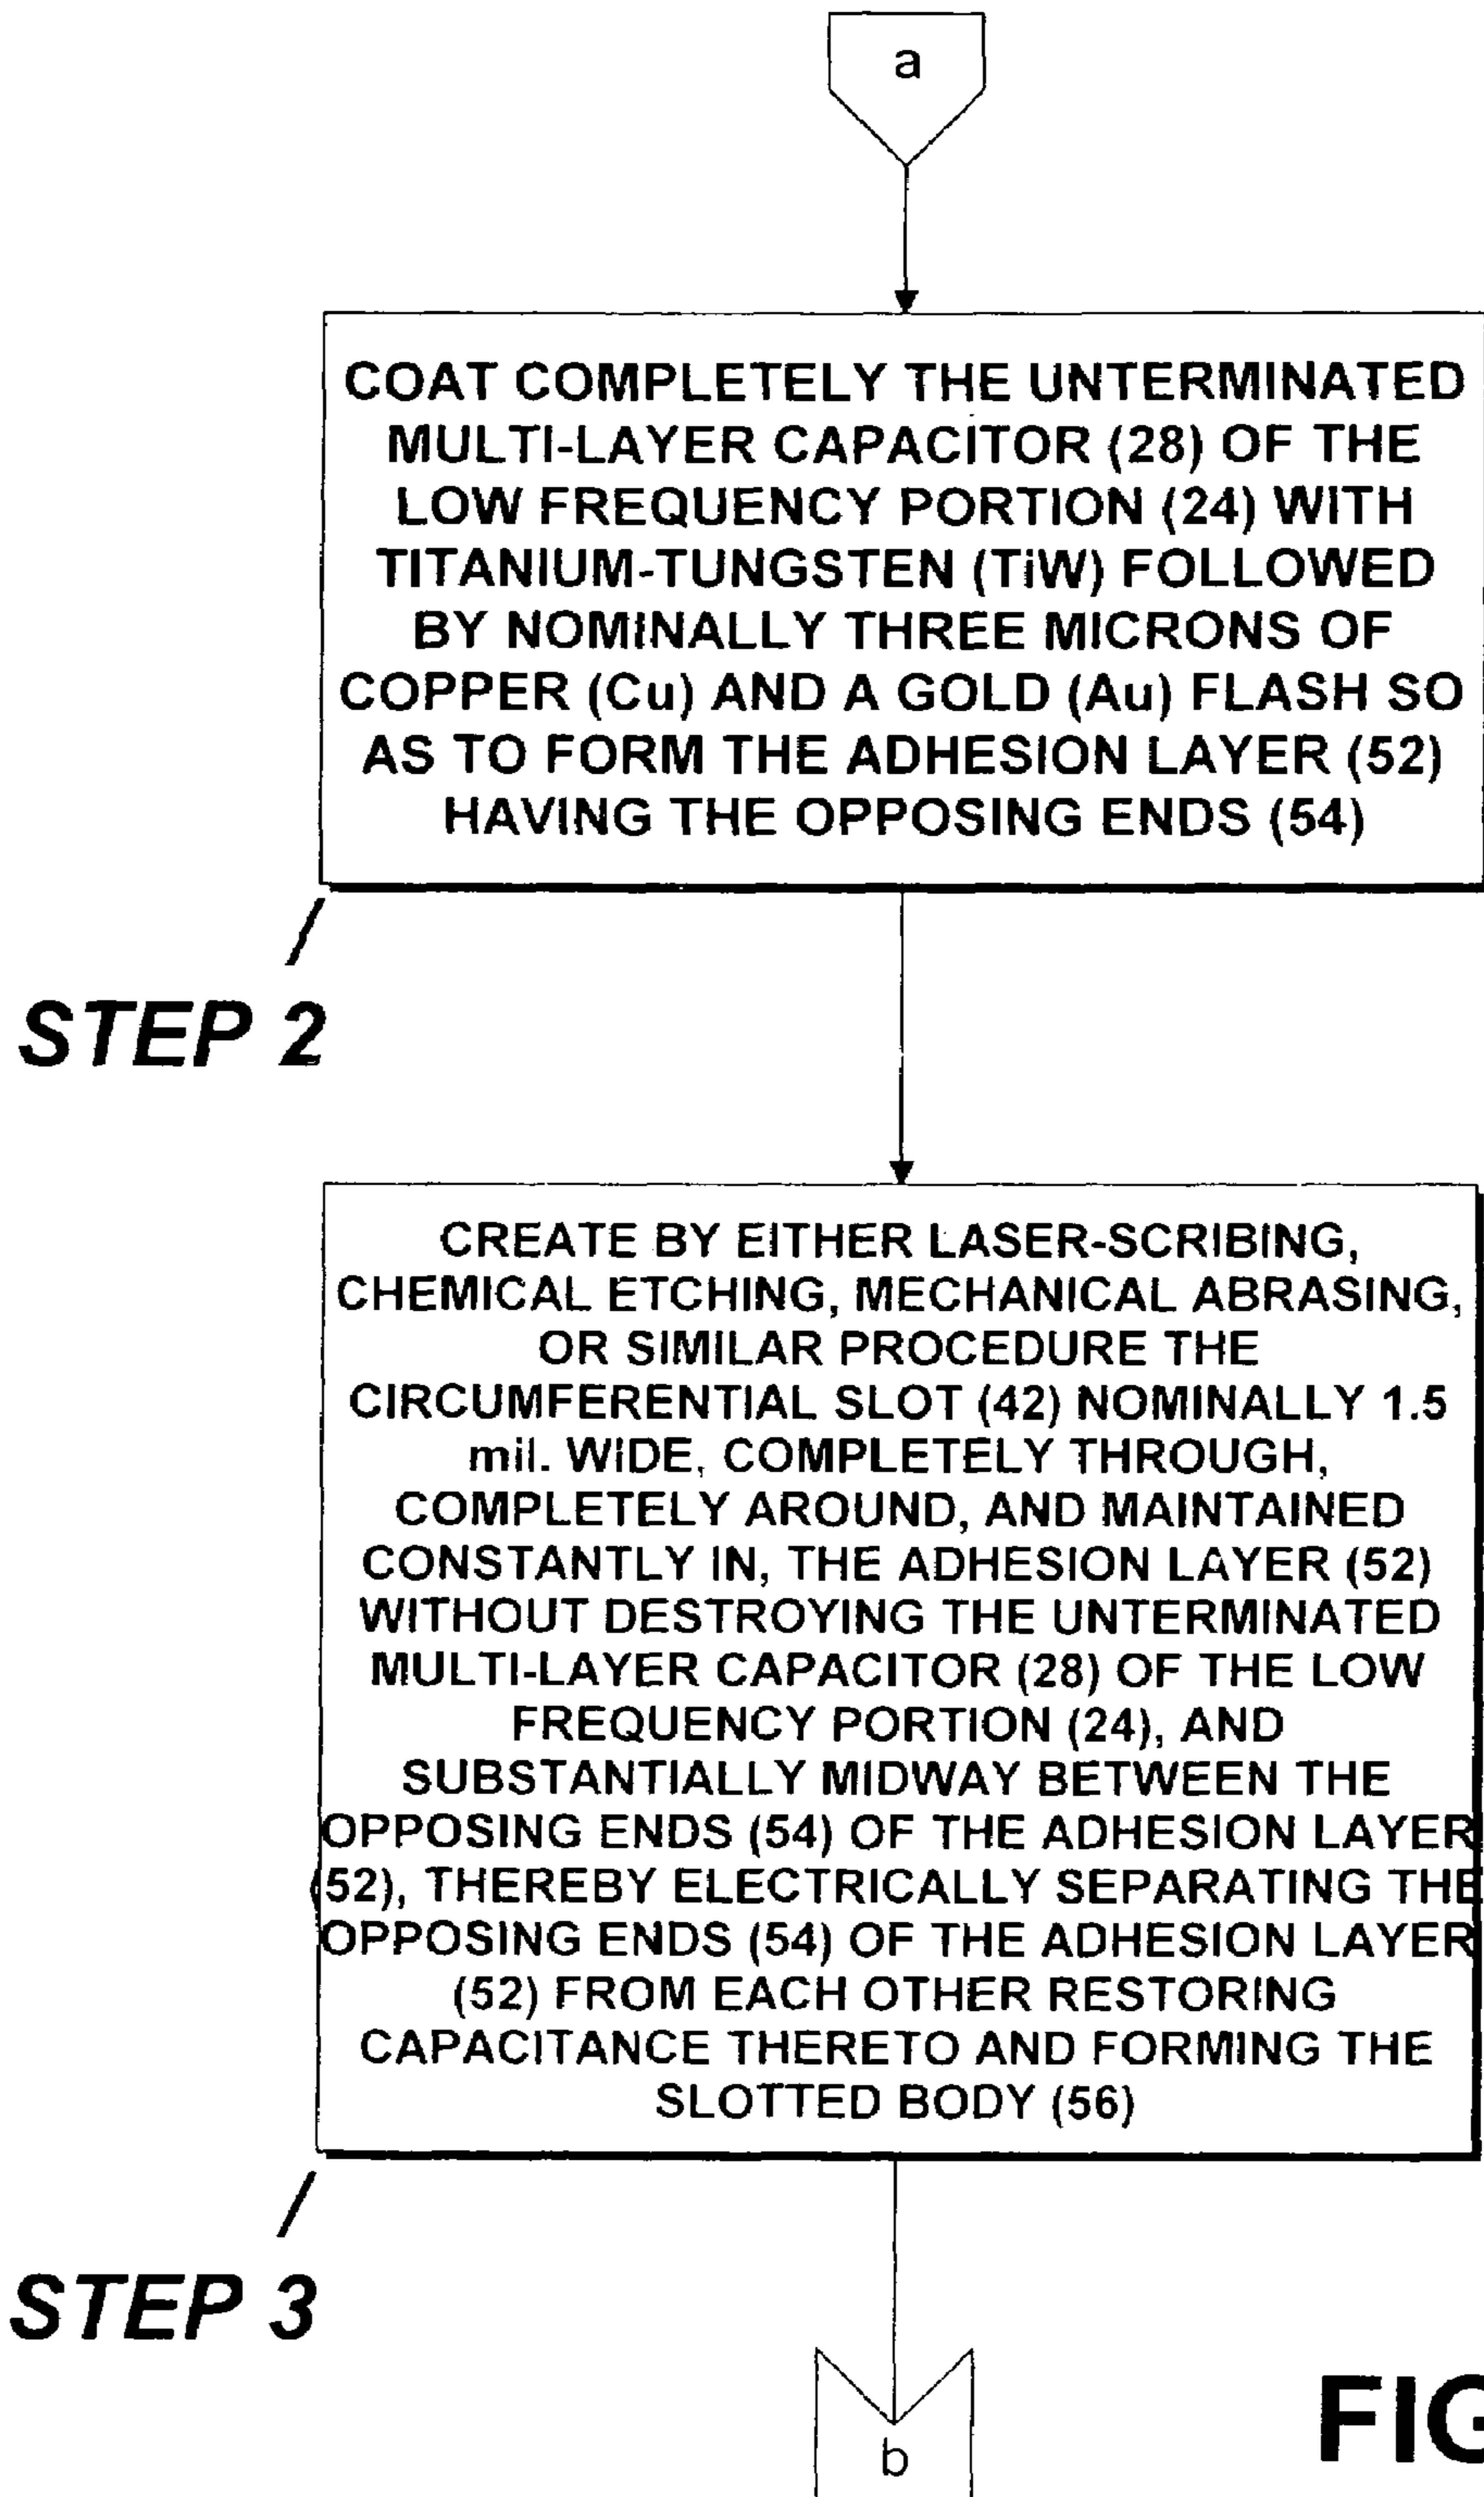 a
COAT COMPLETELY THE UNTERMINATED
MULTI-LAYER CAPACITOR (28) OF THE
LOW FREQUENCY PORTION (24) WITH
TITANIUM-TUNGSTEN (TiW) FOLLOWED
BY NOMINALLY THREE MICRONS OF
COPPER (Cu) AND A GOLD (Au) FLASH SO
AS TO FORM THE ADHESION LAYER (52)
HAVING THE OPPOSING ENDS (54)
STEP 2
CREATE BY EITHER LASER-SCRIBING,
CHEMICAL ETCHING, MECHANICAL ABRASING,
OR SIMILAR PROCEDURE THE
CIRCUMFERENTIAL SLOT (42) NOMINALLY 1.5
mil. WIDE, COMPLETELY THROUGH,
COMPLETELY AROUND, AND MAINTAINED
CONSTANTLY IN, THE ADHESION LAYER (52)
WITHOUT DESTROYING THE UNTERMINATED
MULTI-LAYER CAPACITOR (28) OF THE LOW
FREQUENCY PORTION (24), AND
SUBSTANTIALLY MIDWAY BETWEEN THE
OPPOSING ENDS (54) OF THE ADHESION LAYER
(52), THEREBY ELECTRICALLY SEPARATING THE
OPPOSING ENDS (54) OF THE ADHESION LAYER
(52) FROM EACH OTHER RESTORING
CAPACITANCE THERETO AND FORMING THE
SLOTTED BODY (56)
STEP 3
b
FIG